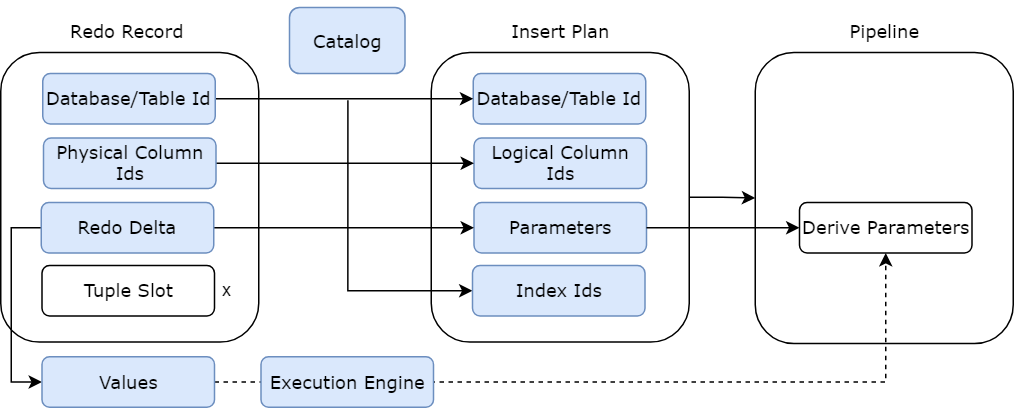 Redo Record
Catalog
Insert Plan
Pipeline
Database/Table Id
Database/Table Id
Physical Column
Ids
Logical Column
Ids
Redo Delta
Parameters
Derive Parameters
Tuple Slot
x
Index Ids
Values
Execution Engine